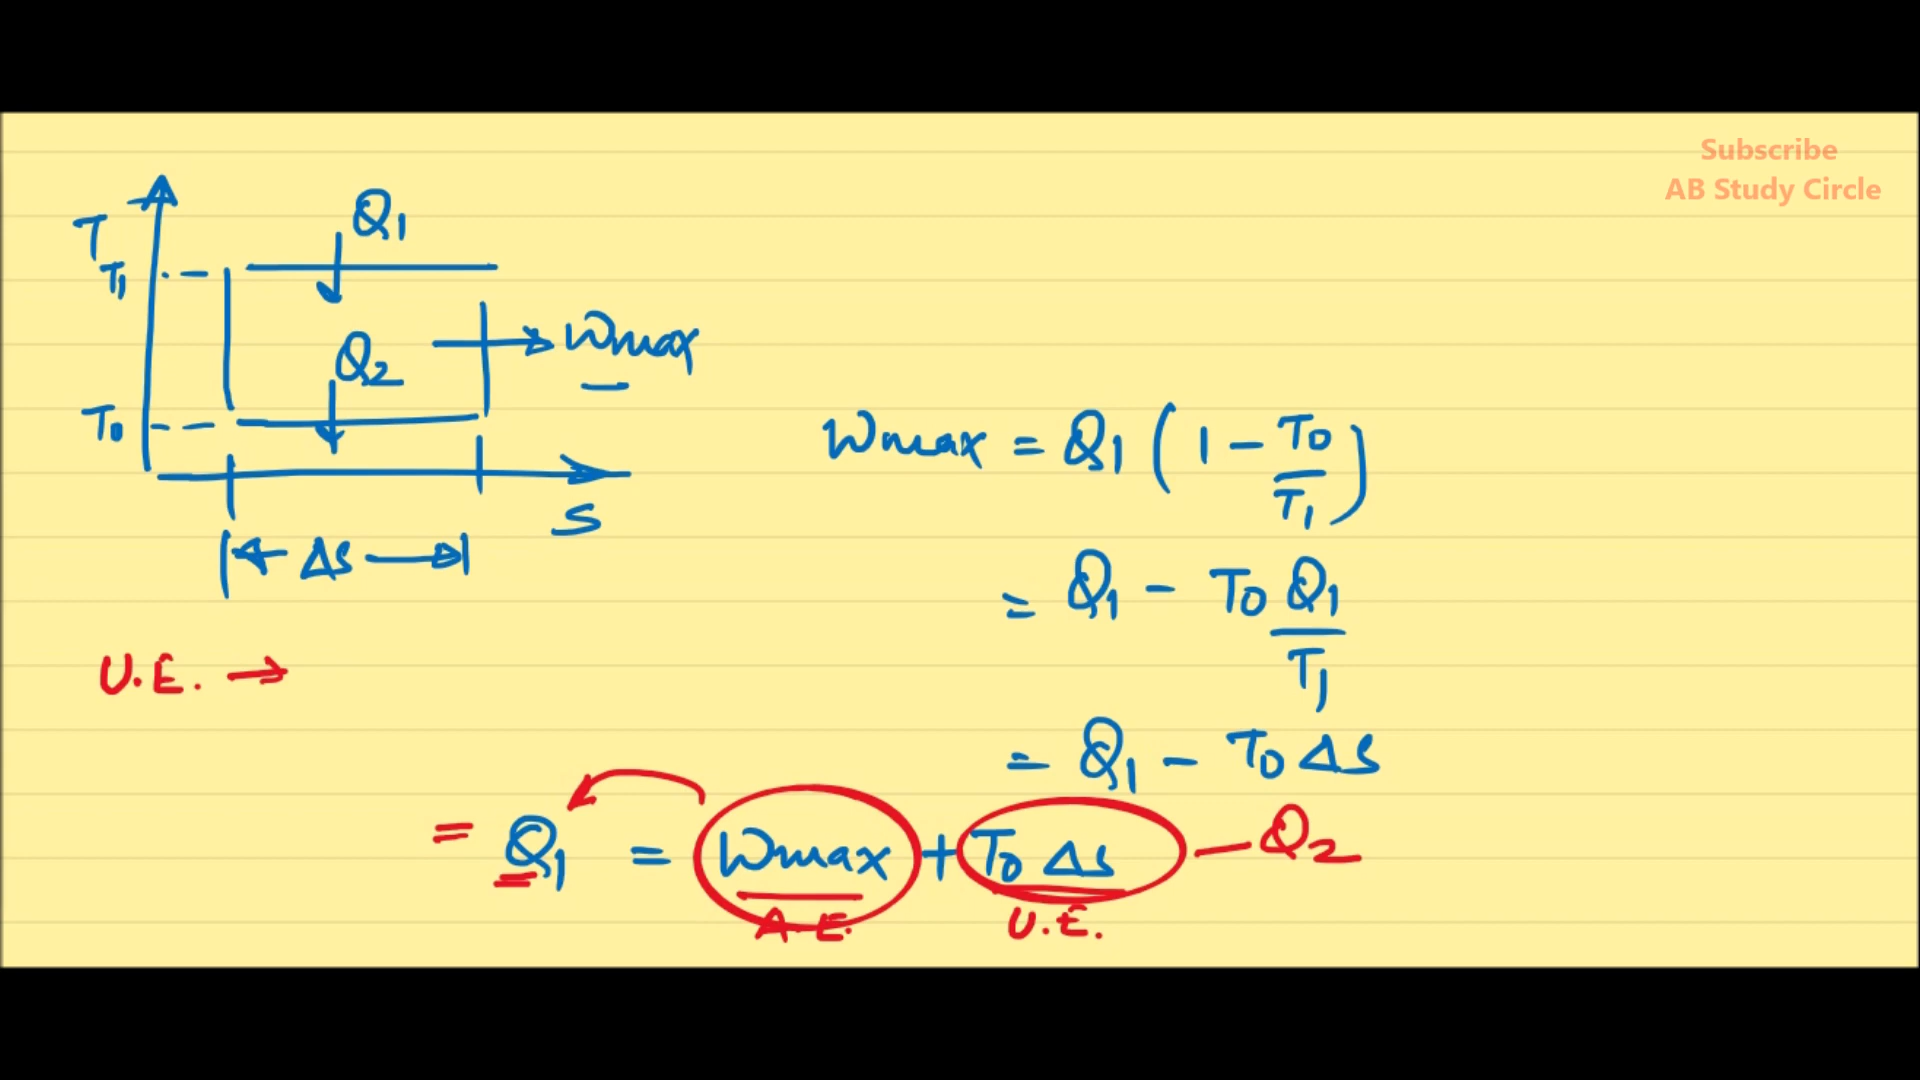 Subscribe
AB Study Circle
T
T1
Q1
Q2
Wmax
T0
S
Δs
Wmax = Q1 (1 - T0/T1)
= Q1 - T0 Q1/T1
= Q1 - T0 Δs
U.E. →
= Q1 = Wmax + T0 Δs — Q2
A.E. U.E.